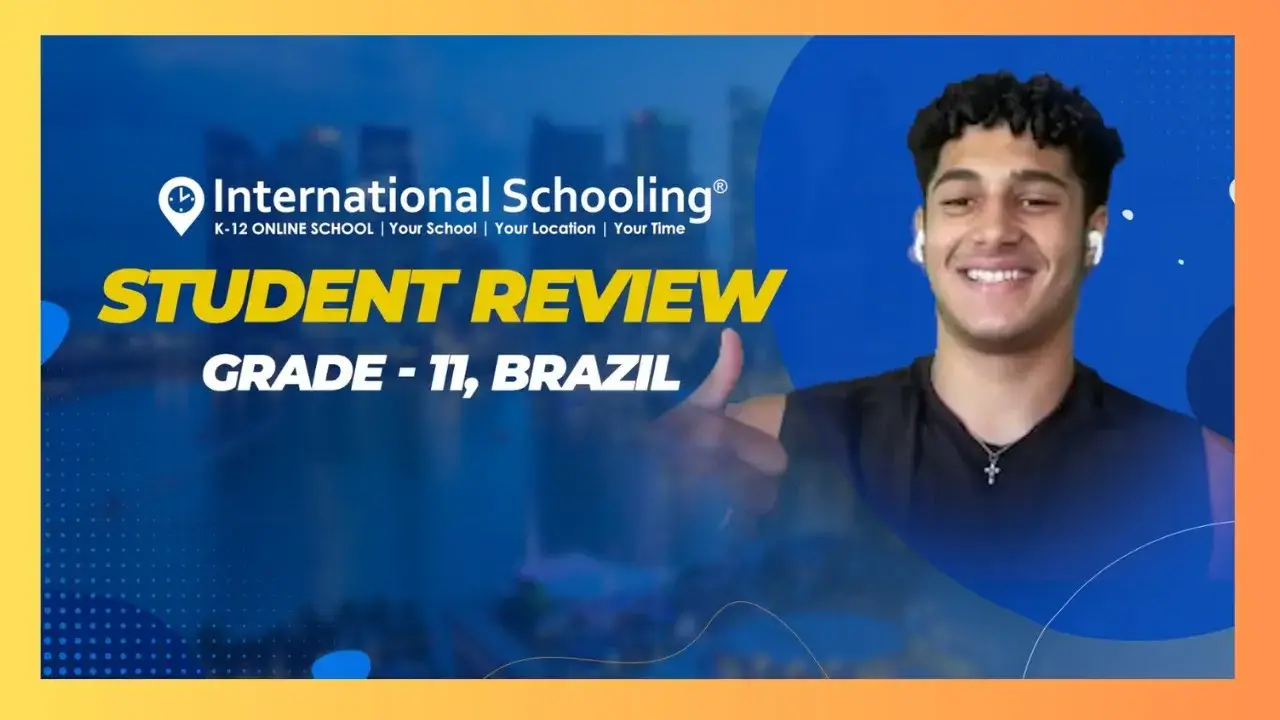 International Schooling®
K-12 ONLINE SCHOOL | Your School | Your Location | Your Time
STUDENT REVIEW
GRADE - 11, BRAZIL